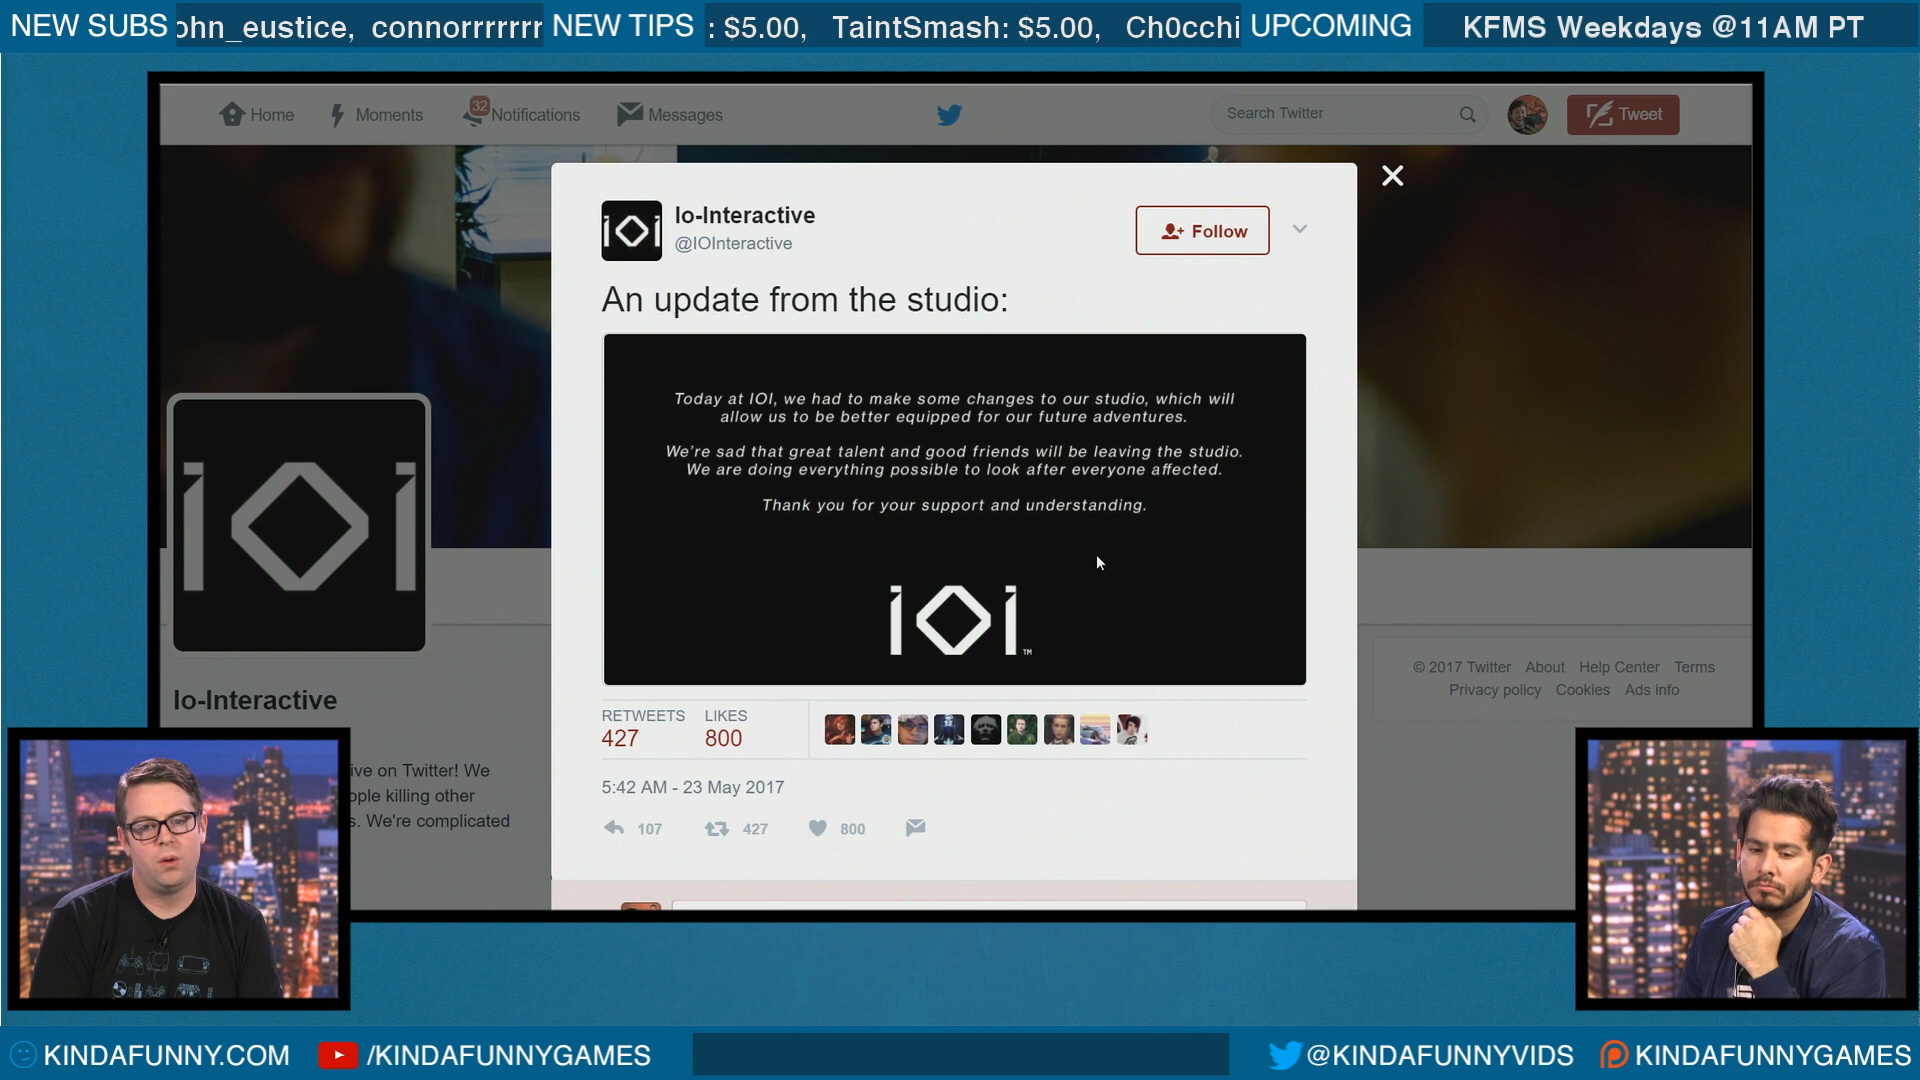 NEW SUBS ohn_eustice, connorrrrrrr NEW TIPS : $5.00, TaintSmash: $5.00, Ch0cchi UPCOMING KFMS Weekdays @11AM PT
Home Moments 32 Notifications Messages Search Twitter Tweet
Io-Interactive
@IOInteractive
Follow
An update from the studio:
Today at IOI, we had to make some changes to our studio, which will
allow us to be better equipped for our future adventures.
We're sad that great talent and good friends will be leaving the studio.
We are doing everything possible to look after everyone affected.
Thank you for your support and understanding.
iOi
iOi ™
iOi
© 2017 Twitter About Help Center Terms
Privacy policy Cookies Ads info
Io-Interactive
RETWEETS LIKES
427 800
ive on Twitter! We
ople killing other
s. We're complicated
5:42 AM - 23 May 2017
107 427 800
KINDAFUNNY.COM /KINDAFUNNYGAMES @KINDAFUNNYVIDS KINDAFUNNYGAMES